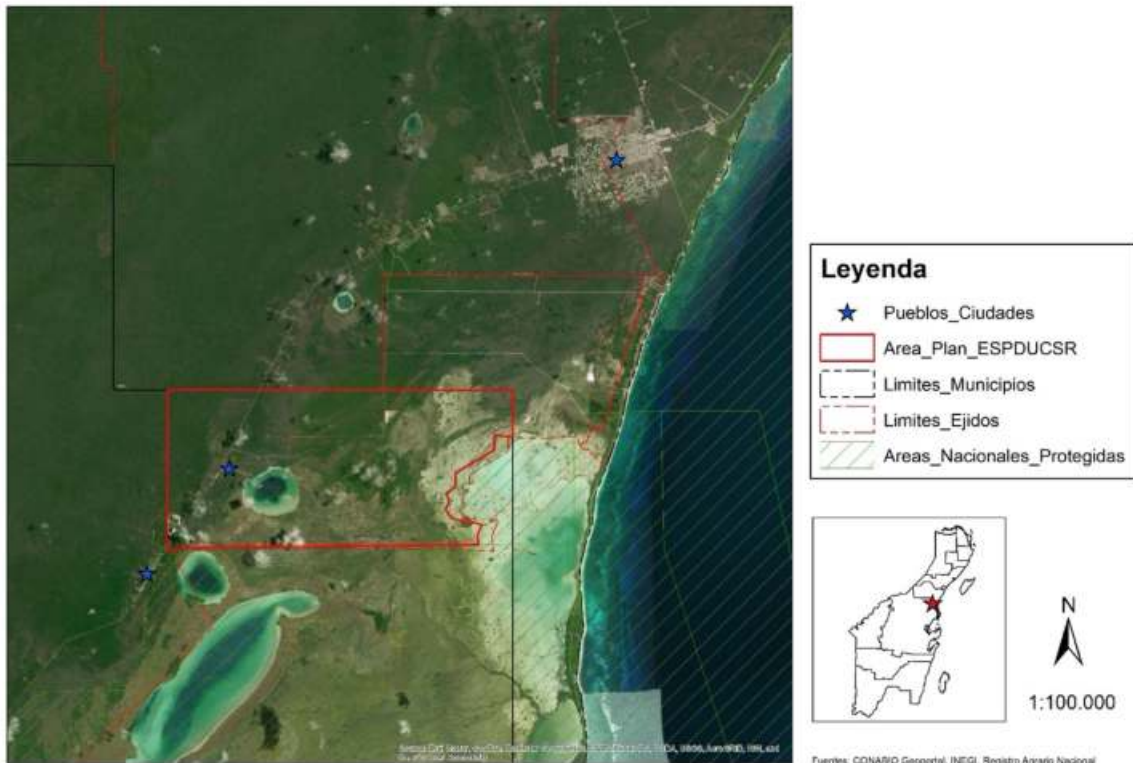 Leyenda
Pueblos_Ciudades
Area_Plan_ESPDUCSR
Limites_Municipios
Limites_Ejidos
Areas_Nacionales_Protegidas
N
1:100.000
Fuentes: CONABIO Geoportal, INEGI, Registro Agrario Nacional